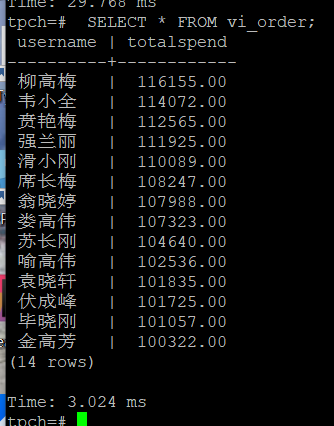 Time: 29.768 ms
tpch=#  SELECT * FROM vi_order;
username | totalspend
----------+------------
柳高梅 | 116155.00
韦小全 | 114072.00
贲艳梅 | 112565.00
强兰丽 | 111925.00
滑小刚 | 110089.00
席长梅 | 108247.00
翁晓婷 | 107988.00
娄高伟 | 107323.00
苏长刚 | 104640.00
喻高伟 | 102536.00
袁晓轩 | 101835.00
伏成峰 | 101725.00
毕晓刚 | 101057.00
金高芳 | 100322.00
(14 rows)
Time: 3.024 ms
tpch=#